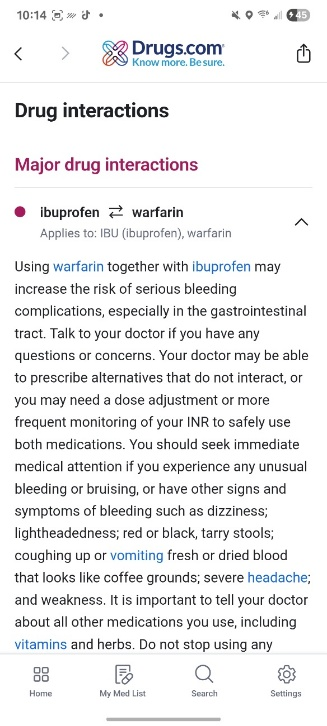 10:14
45
Drugs.com
Know more. Be sure.
Drug interactions
Major drug interactions
ibuprofen ⇄ warfarin
Applies to: IBU (ibuprofen), warfarin
Using warfarin together with ibuprofen may
increase the risk of serious bleeding
complications, especially in the gastrointestinal
tract. Talk to your doctor if you have any
questions or concerns. Your doctor may be able
to prescribe alternatives that do not interact, or
you may need a dose adjustment or more
frequent monitoring of your INR to safely use
both medications. You should seek immediate
medical attention if you experience any unusual
bleeding or bruising, or have other signs and
symptoms of bleeding such as dizziness;
lightheadedness; red or black, tarry stools;
coughing up or vomiting fresh or dried blood
that looks like coffee grounds; severe headache;
and weakness. It is important to tell your doctor
about all other medications you use, including
vitamins and herbs. Do not stop using any
Home
My Med List
Search
Settings